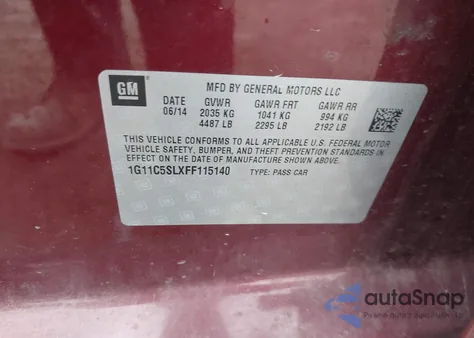 GM
MFD BY GENERAL MOTORS LLC
DATE GVWR GAWR FRT GAWR RR
06/14 2035 KG 1041 KG 994 KG
4487 LB 2295 LB 2192 LB
THIS VEHICLE CONFORMS TO ALL APPLICABLE U.S. FEDERAL MOTOR
VEHICLE SAFETY, BUMPER, AND THEFT PREVENTION STANDARDS
IN EFFECT ON THE DATE OF MANUFACTURE SHOWN ABOVE.
1G11C5SLXFF115140 TYPE: PASS CAR
autoSnap